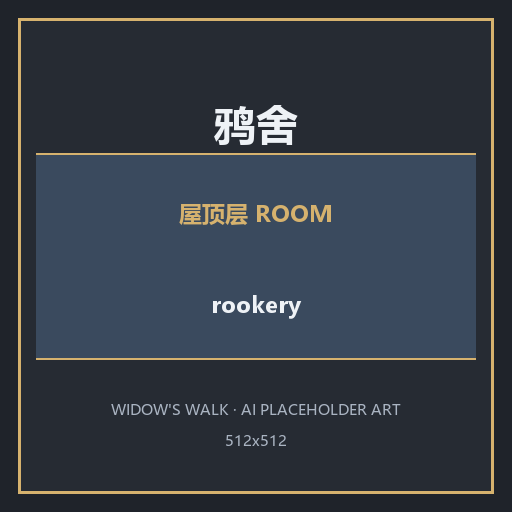 鸦舍
屋顶层 ROOM
rookery
WIDOW'S WALK · AI PLACEHOLDER ART
512x512